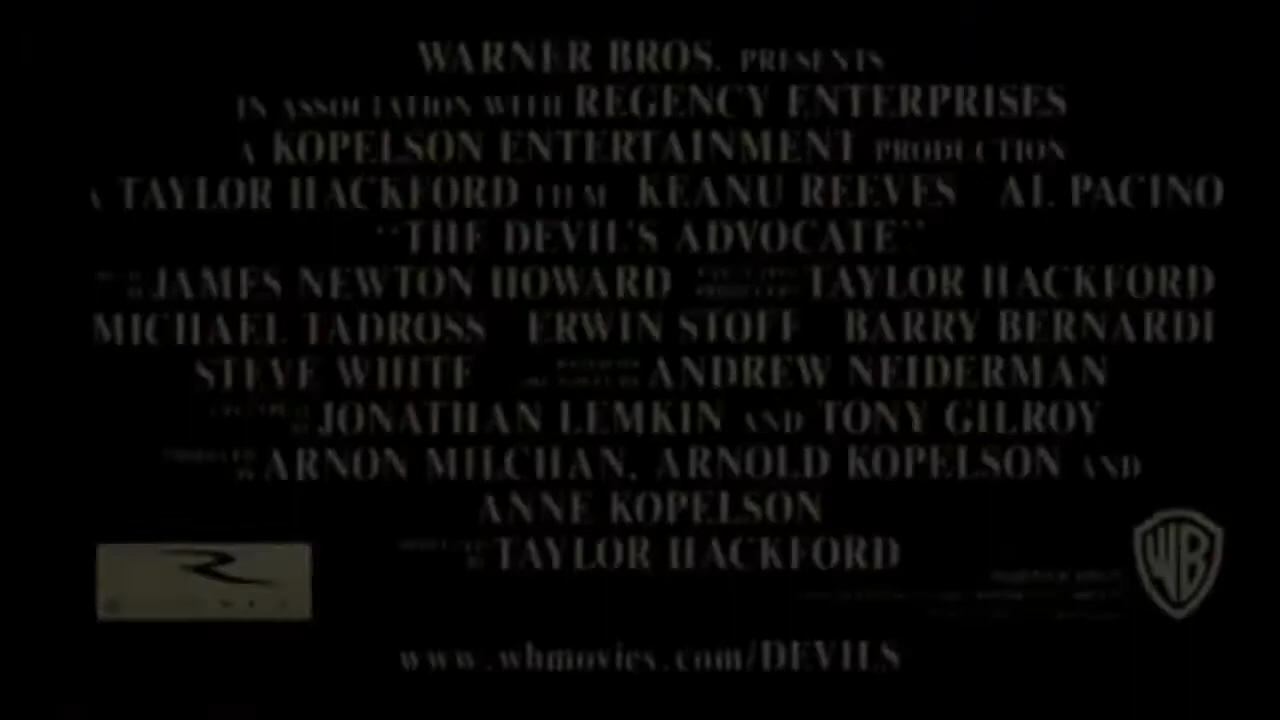 WARNER BROS. PRESENTS
IN ASSOCIATION WITH REGENCY ENTERPRISES
A KOPELSON ENTERTAINMENT PRODUCTION
A TAYLOR HACKFORD FILM KEANU REEVES AL PACINO
"THE DEVIL'S ADVOCATE"
JAMES NEWTON HOWARD TAYLOR HACKFORD
MICHAEL TADROSS ERWIN STOFF BARRY BERNARDI
STEVE WHITE ANDREW NEIDERMAN
JONATHAN LEMKIN AND TONY GILROY
ARNON MILCHAN, ARNOLD KOPELSON AND
ANNE KOPELSON
TAYLOR HACKFORD
WB
www.wbmovies.com/DEVILS